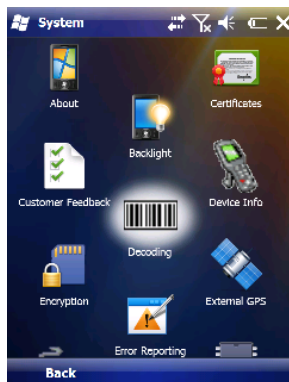 System
About
Certificates
Backlight
Customer Feedback
Device Info
Decoding
Encryption
External GPS
Error Reporting
Back